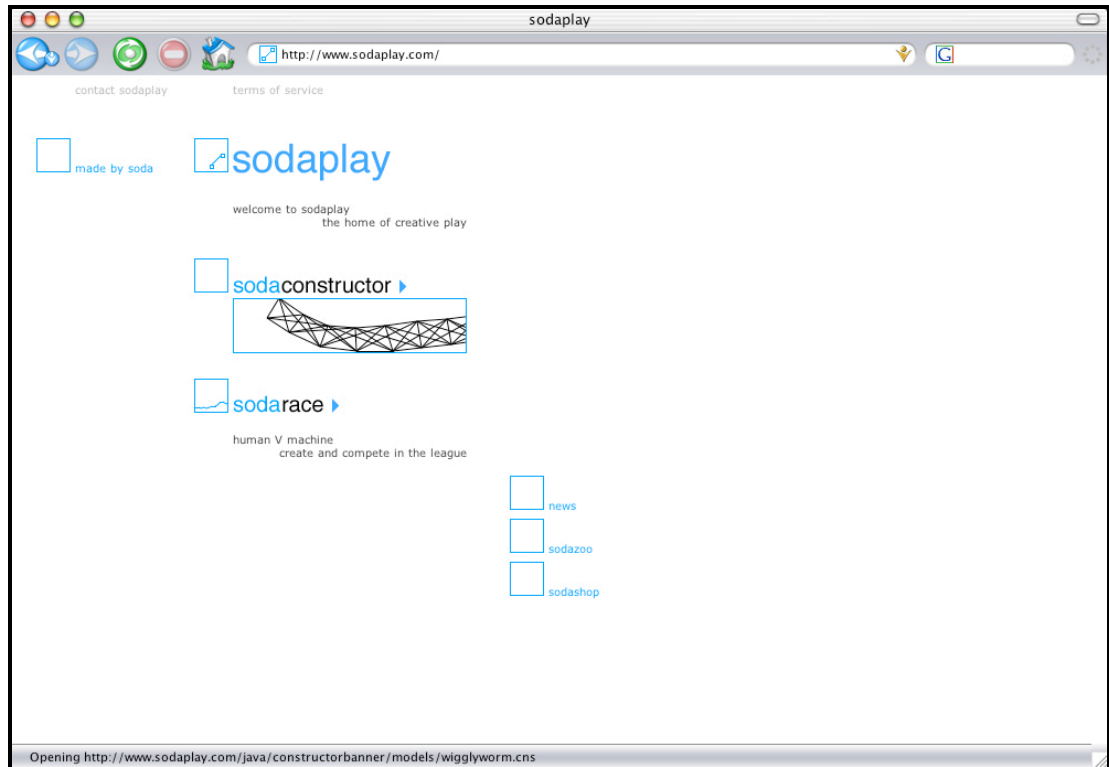 sodaplay
http://www.sodaplay.com/
G
contact sodaplay
terms of service
made by soda
sodaplay
welcome to sodaplay
the home of creative play
sodaconstructor
sodarace
human V machine
create and compete in the league
news
sodazoo
sodashop
Opening http://www.sodaplay.com/java/constructorbanner/models/wigglyworm.cns